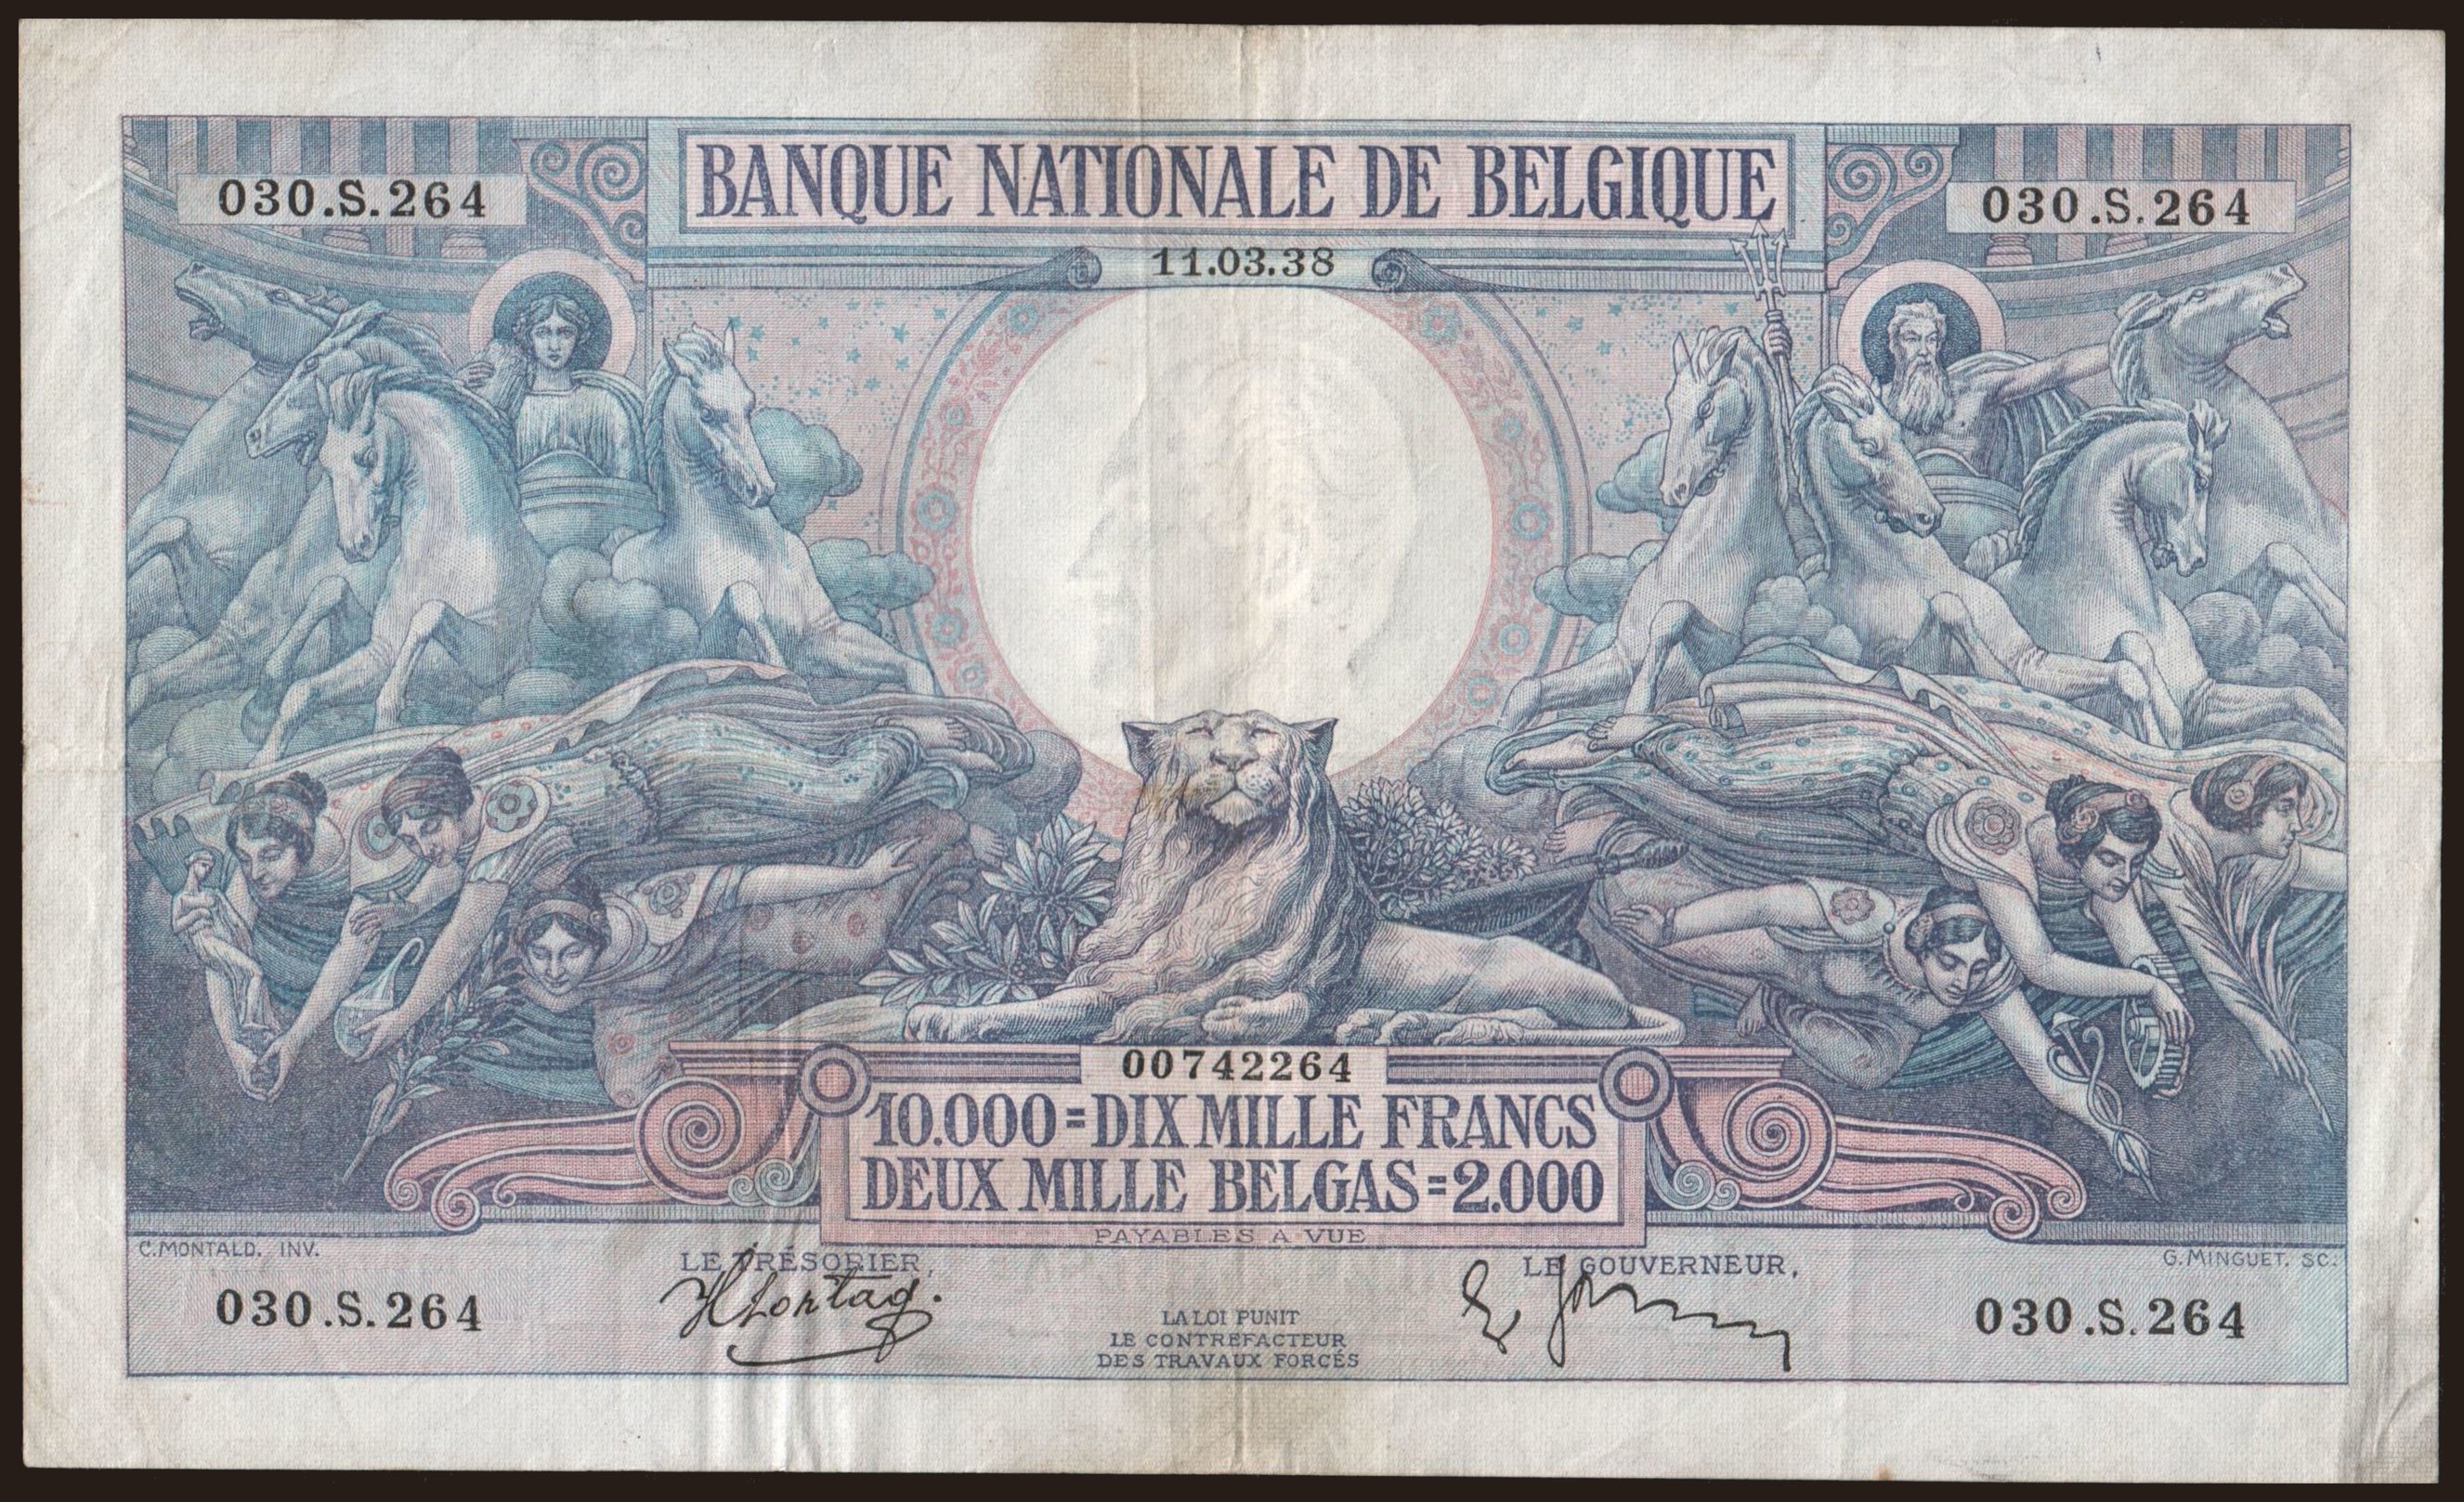 BANQUE NATIONALE DE BELGIQUE
030.S.264
030.S.264
11.03.38
00742264
10.000=DIX MILLE FRANCS
DEUX MILLE BELGAS=2.000
PAYABLES A VUE
C.MONTALD. INV.
G.MINGUET. SC.
LE TRÉSORIER,
LE GOUVERNEUR,
030.S.264
030.S.264
LA LOI PUNIT
LE CONTREFACTEUR
DES TRAVAUX FORCÉS